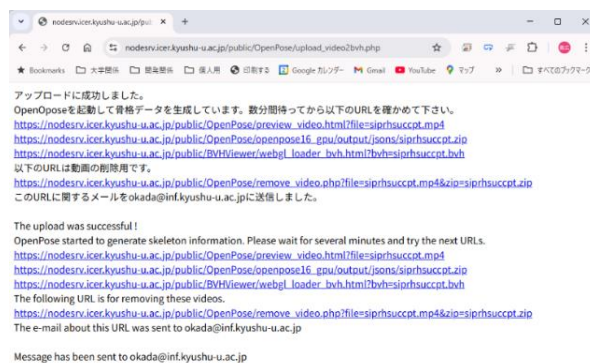 nodesrv.icer.kyushu-u.ac.jp/pub
nodesrv.icer.kyushu-u.ac.jp/public/OpenPose/upload_video2bvh.php
Bookmarks 大学関係 開発関係 個人用 印刷する Google カレンダー Gmail YouTube マップ » すべてのブックマーク
アップロードに成功しました。
OpenOposeを起動して骨格データを生成しています。数分間待ってから以下のURLを確かめて下さい。
https://nodesrv.icer.kyushu-u.ac.jp/public/OpenPose/preview_video.html?file=siprhsuccpt.mp4
https://nodesrv.icer.kyushu-u.ac.jp/public/OpenPose/openpose16_gpu/output/jsons/siprhsuccpt.zip
https://nodesrv.icer.kyushu-u.ac.jp/public/BVHViewer/webgl_loader_bvh.html?bvh=siprhsuccpt.bvh
以下のURLは動画の削除用です。
https://nodesrv.icer.kyushu-u.ac.jp/public/OpenPose/remove_video.php?file=siprhsuccpt.mp4&zip=siprhsuccpt.zip
このURLに関するメールをokada@inf.kyushu-u.ac.jpに送信しました。
The upload was successful !
OpenPose started to generate skeleton information. Please wait for several minutes and try the next URLs.
https://nodesrv.icer.kyushu-u.ac.jp/public/OpenPose/preview_video.html?file=siprhsuccpt.mp4
https://nodesrv.icer.kyushu-u.ac.jp/public/OpenPose/openpose16_gpu/output/jsons/siprhsuccpt.zip
https://nodesrv.icer.kyushu-u.ac.jp/public/BVHViewer/webgl_loader_bvh.html?bvh=siprhsuccpt.bvh
The following URL is for removing these videos.
https://nodesrv.icer.kyushu-u.ac.jp/public/OpenPose/remove_video.php?file=siprhsuccpt.mp4&zip=siprhsuccpt.zip
The e-mail about this URL was sent to okada@inf.kyushu-u.ac.jp
Message has been sent to okada@inf.kyushu-u.ac.jp